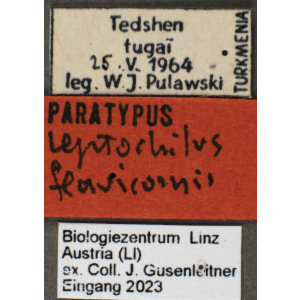 Tedshen
tugaï
25. V. 1964
leg. W. J. Pulawski
TURKMENIA
PARATYPUS
Leptochilus
flavicornis
Biologiezentrum Linz
Austria (LI)
ex. Coll. J. Gusenleitner
Eingang 2023